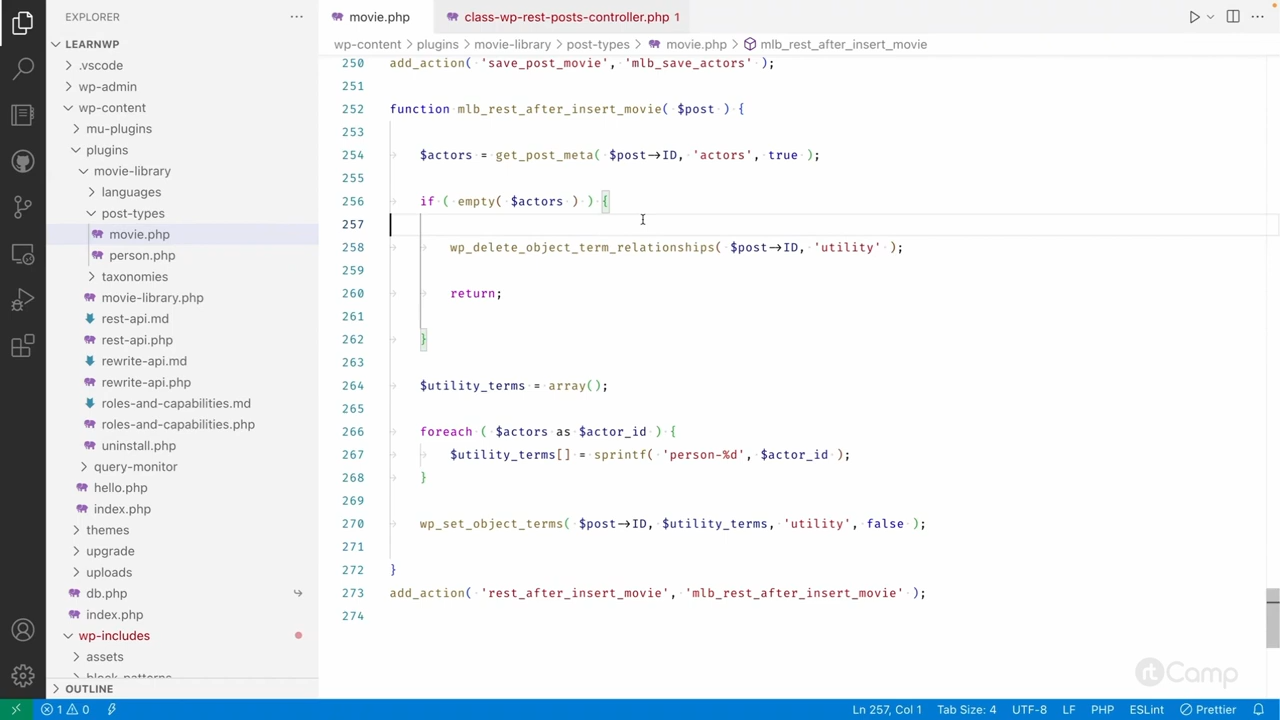 EXPLORER
LEARNWP
.vscode
wp-admin
wp-content
mu-plugins
plugins
movie-library
languages
post-types
movie.php
person.php
taxonomies
movie-library.php
rest-api.md
rest-api.php
rewrite-api.md
rewrite-api.php
roles-and-capabilities.md
roles-and-capabilities.php
uninstall.php
query-monitor
hello.php
index.php
themes
upgrade
uploads
db.php
index.php
wp-includes
assets
block_patterns
OUTLINE
movie.php class-wp-rest-posts-controller.php 1
wp-content > plugins > movie-library > post-types > movie.php > mlb_rest_after_insert_movie
250 add_action( 'save_post_movie', 'mlb_save_actors' );
251
252 function mlb_rest_after_insert_movie( $post ) {
253
254 $actors = get_post_meta( $post->ID, 'actors', true );
255
256 if ( empty( $actors ) ) {
257
258 wp_delete_object_term_relationships( $post->ID, 'utility' );
259
260 return;
261
262 }
263
264 $utility_terms = array();
265
266 foreach ( $actors as $actor_id ) {
267 $utility_terms[] = sprintf( 'person-%d', $actor_id );
268 }
269
270 wp_set_object_terms( $post->ID, $utility_terms, 'utility', false );
271
272 }
273 add_action( 'rest_after_insert_movie', 'mlb_rest_after_insert_movie' );
274
rtCamp
1 0 Ln 257, Col 1 Tab Size: 4 UTF-8 LF PHP ESLint Prettier